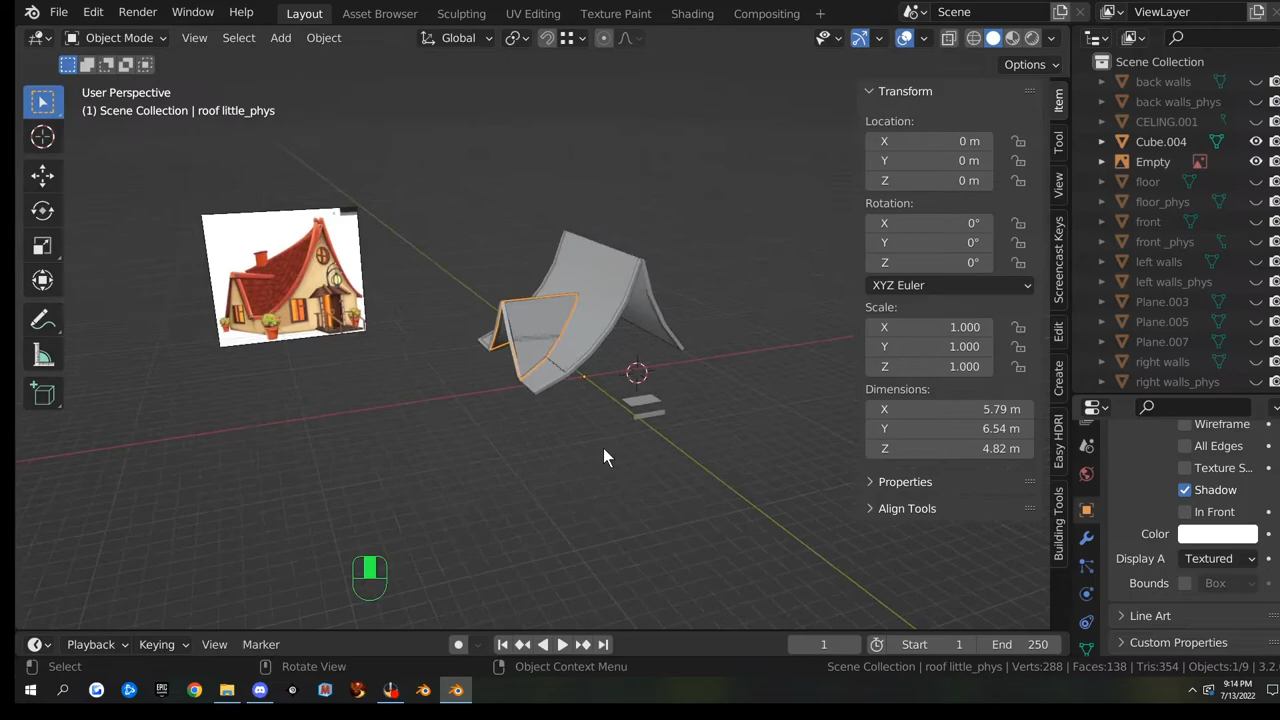 File Edit Render Window Help Layout Asset Browser Sculpting UV Editing Texture Paint Shading Compositing + Scene ViewLayer
Object Mode View Select Add Object Global
Options
User Perspective
(1) Scene Collection | roof little_phys
Transform
Location:
X 0 m
Y 0 m
Z 0 m
Rotation:
X 0°
Y 0°
Z 0°
XYZ Euler
Scale:
X 1.000
Y 1.000
Z 1.000
Dimensions:
X 5.79 m
Y 6.54 m
Z 4.82 m
Properties
Align Tools
Item
Tool
View
Screencast Keys
Edit
Create
Easy HDRI
Building Tools
Scene Collection
back walls
back walls_phys
CELING.001
Cube.004
Empty
floor
floor_phys
front
front _phys
left walls
left walls_phys
Plane.003
Plane.005
Plane.007
right walls
right walls_phys
Wireframe
All Edges
Texture S...
Shadow
In Front
Color
Display A Textured
Bounds Box
Line Art
Custom Properties
Playback Keying View Marker 1 Start 1 End 250
Select Rotate View Object Context Menu Scene Collection | roof little_phys | Verts:288 | Faces:138 | Tris:354 | Objects:1/9 | 3.2.
9:14 PM
7/13/2022